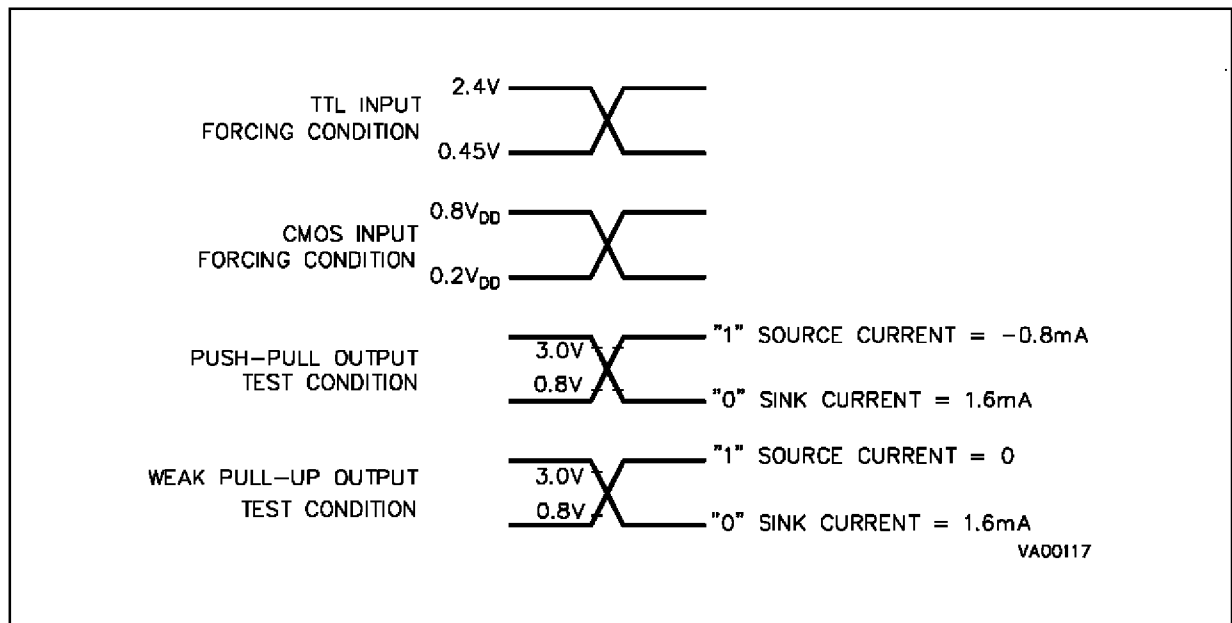 TTL INPUT
FORCING CONDITION
2.4V
0.45V
CMOS INPUT
FORCING CONDITION
0.8VDD
0.2VDD
PUSH-PULL OUTPUT
TEST CONDITION
3.0V
0.8V
"1" SOURCE CURRENT = -0.8mA
"0" SINK CURRENT = 1.6mA
WEAK PULL-UP OUTPUT
TEST CONDITION
3.0V
0.8V
"1" SOURCE CURRENT = 0
"0" SINK CURRENT = 1.6mA
VA00117